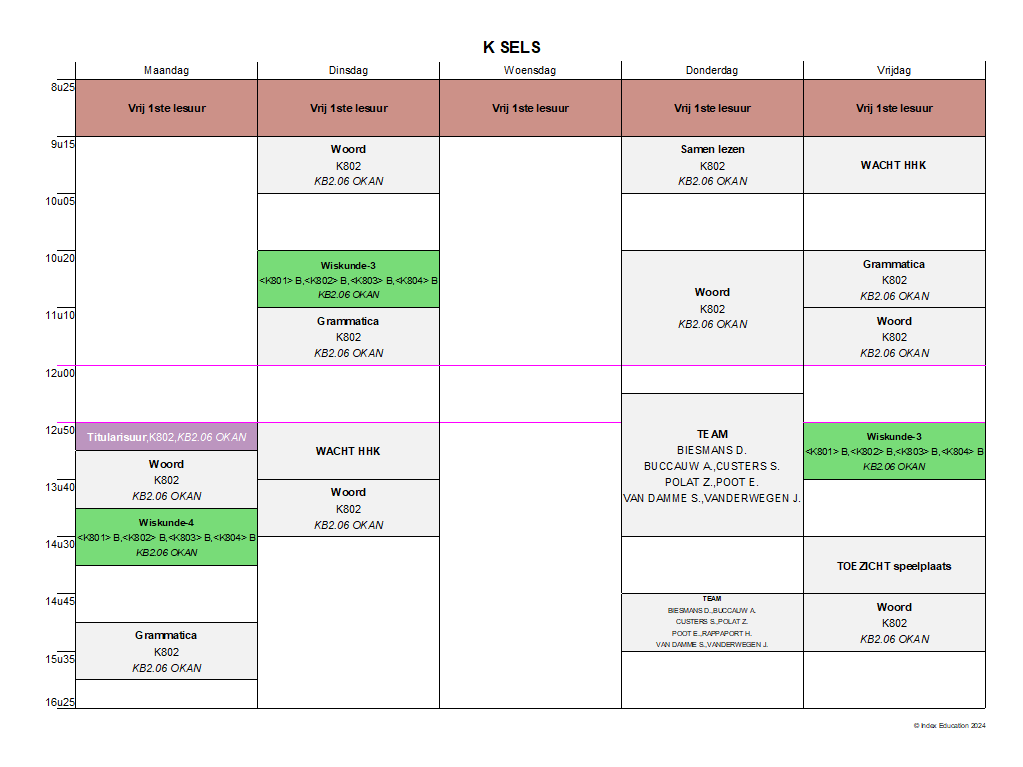 K SELS
Maandag Dinsdag Woensdag Donderdag Vrijdag
8u25
Vrij 1ste lesuur Vrij 1ste lesuur Vrij 1ste lesuur Vrij 1ste lesuur Vrij 1ste lesuur
9u15
Woord
K802
KB2.06 OKAN
Samen lezen
K802
KB2.06 OKAN
WACHT HHK
10u05
10u20
Wiskunde-3
<K801> B,<K802> B,<K803> B,<K804> B
KB2.06 OKAN
Woord
K802
KB2.06 OKAN
Grammatica
K802
KB2.06 OKAN
11u10
Grammatica
K802
KB2.06 OKAN
Woord
K802
KB2.06 OKAN
12u00
12u50
Titularisuur,K802,KB2.06 OKAN
Woord
K802
KB2.06 OKAN
WACHT HHK
TEAM
BIESMANS D.
BUCCAUW A.,CUSTERS S.
POLAT Z.,POOT E.
VAN DAMME S.,VANDERWEGEN J.
Wiskunde-3
<K801> B,<K802> B,<K803> B,<K804> B
KB2.06 OKAN
13u40
Wiskunde-4
<K801> B,<K802> B,<K803> B,<K804> B
KB2.06 OKAN
Woord
K802
KB2.06 OKAN
14u30
TOEZICHT speelplaats
14u45
Grammatica
K802
KB2.06 OKAN
TEAM
BIESMANS D.,BUCCAUW A.
CUSTERS S.,POLAT Z.
POOT E.,RAPPAPORT H.
VAN DAMME S.,VANDERWEGEN J.
Woord
K802
KB2.06 OKAN
15u35
16u25
© Index Education 2024